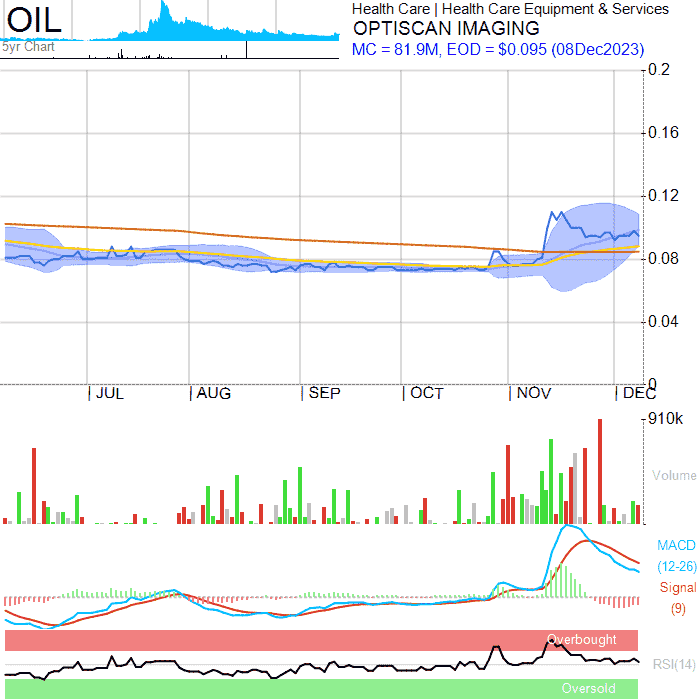 OIL
5yr Chart
Health Care | Health Care Equipment & Services
OPTISCAN IMAGING
MC = 81.9M, EOD = $0.095 (08Dec2023)
0.2
0.16
0.12
0.08
0.04
0
JUL AUG SEP OCT NOV DEC
910k
Volume
MACD
(12-26)
Signal
(9)
Overbought
RSI(14)
Oversold